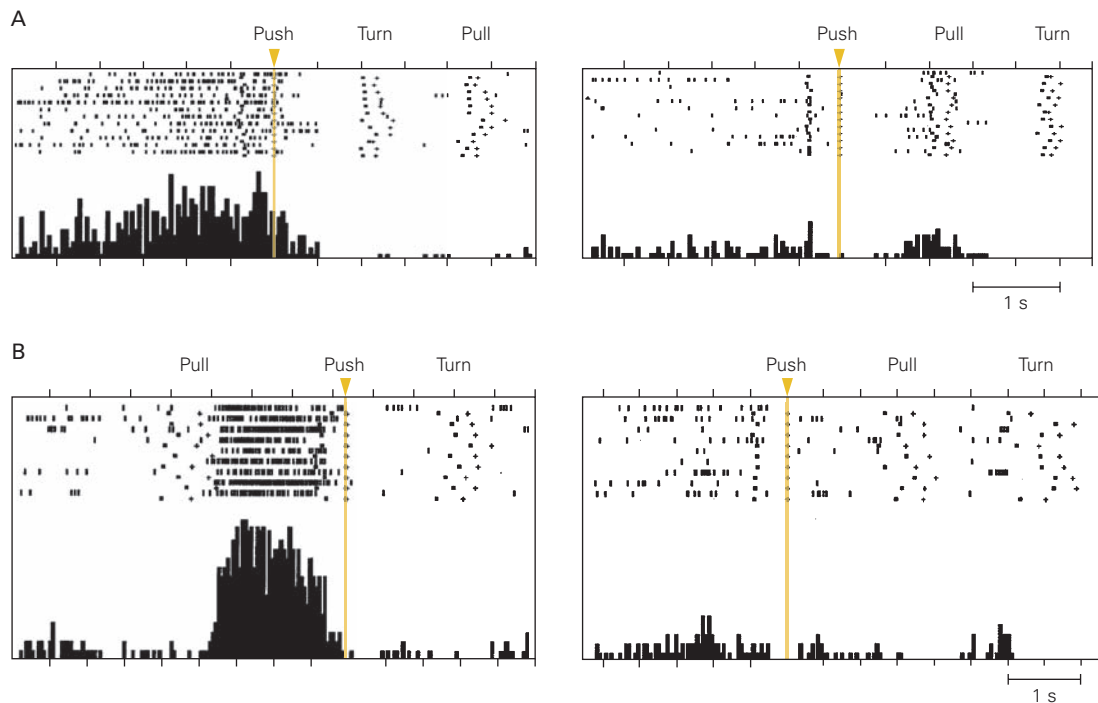 A
Push Turn Pull
Push Pull Turn
1 s
B
Pull Push Turn
Push Pull Turn
1 s